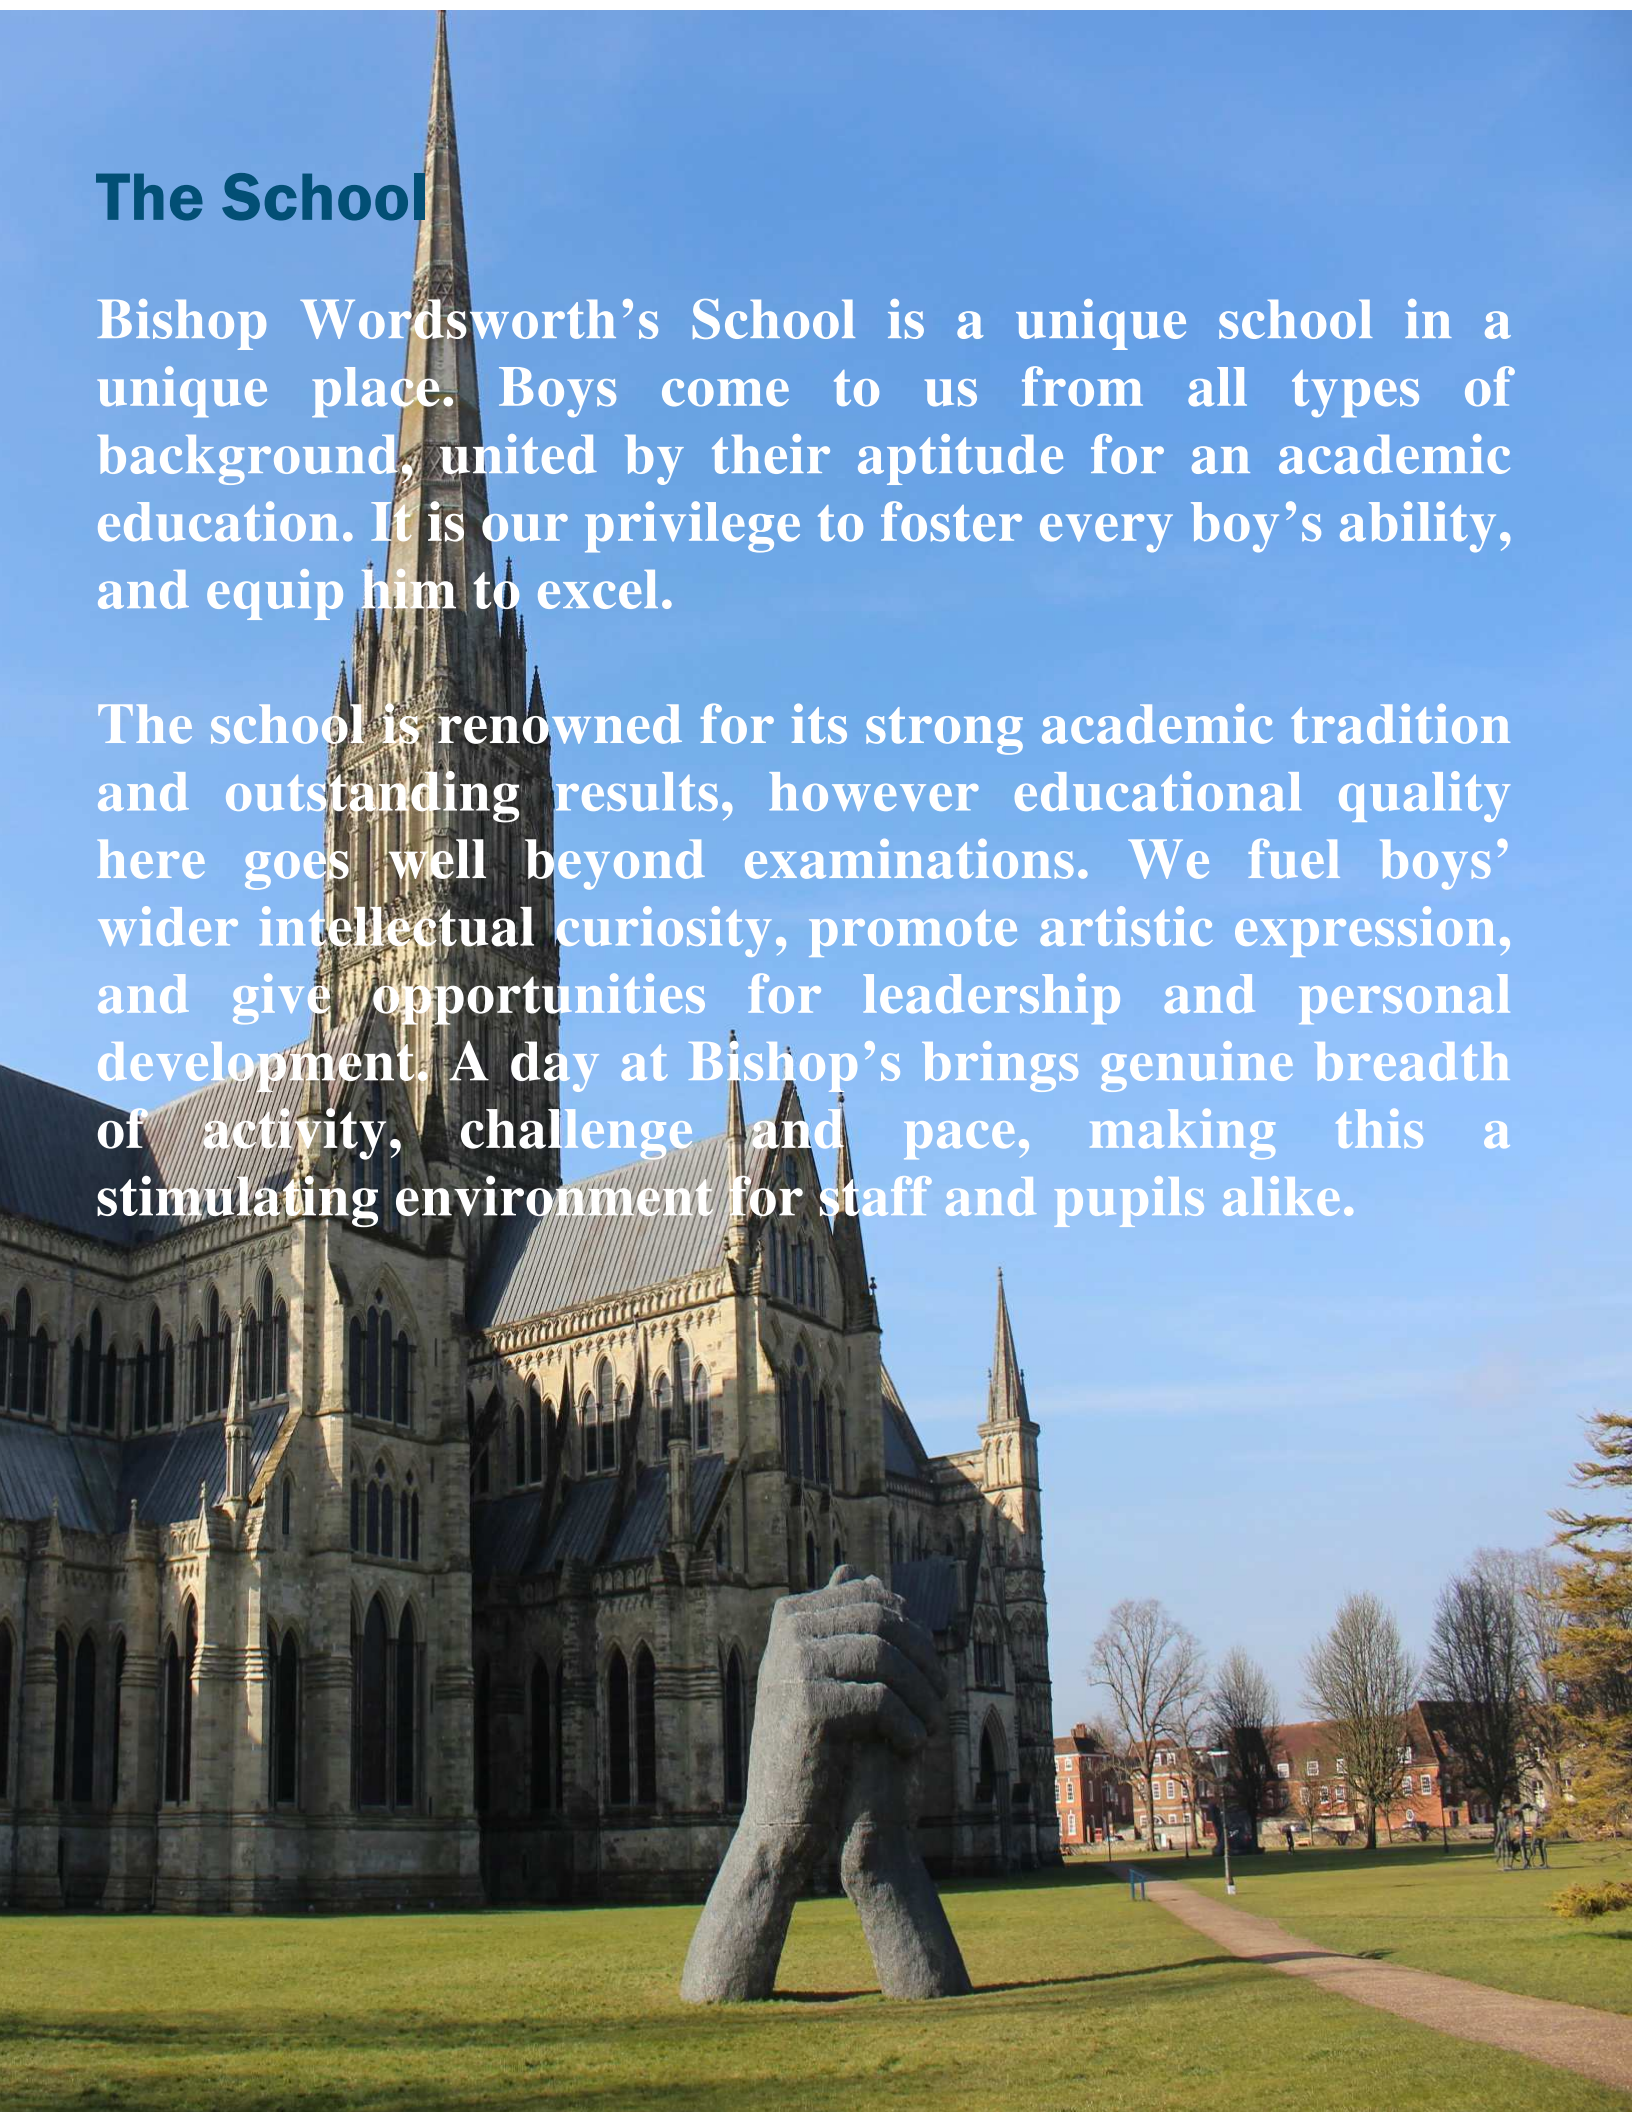 The School
Bishop Wordsworth’s School is a unique school in a
unique place. Boys come to us from all types of
background, united by their aptitude for an academic
education. It is our privilege to foster every boy’s ability,
and equip him to excel.
The school is renowned for its strong academic tradition
and outstanding results, however educational quality
here goes well beyond examinations. We fuel boys’
wider intellectual curiosity, promote artistic expression,
and give opportunities for leadership and personal
development. A day at Bishop’s brings genuine breadth
of activity, challenge and pace, making this a
stimulating environment for staff and pupils alike.